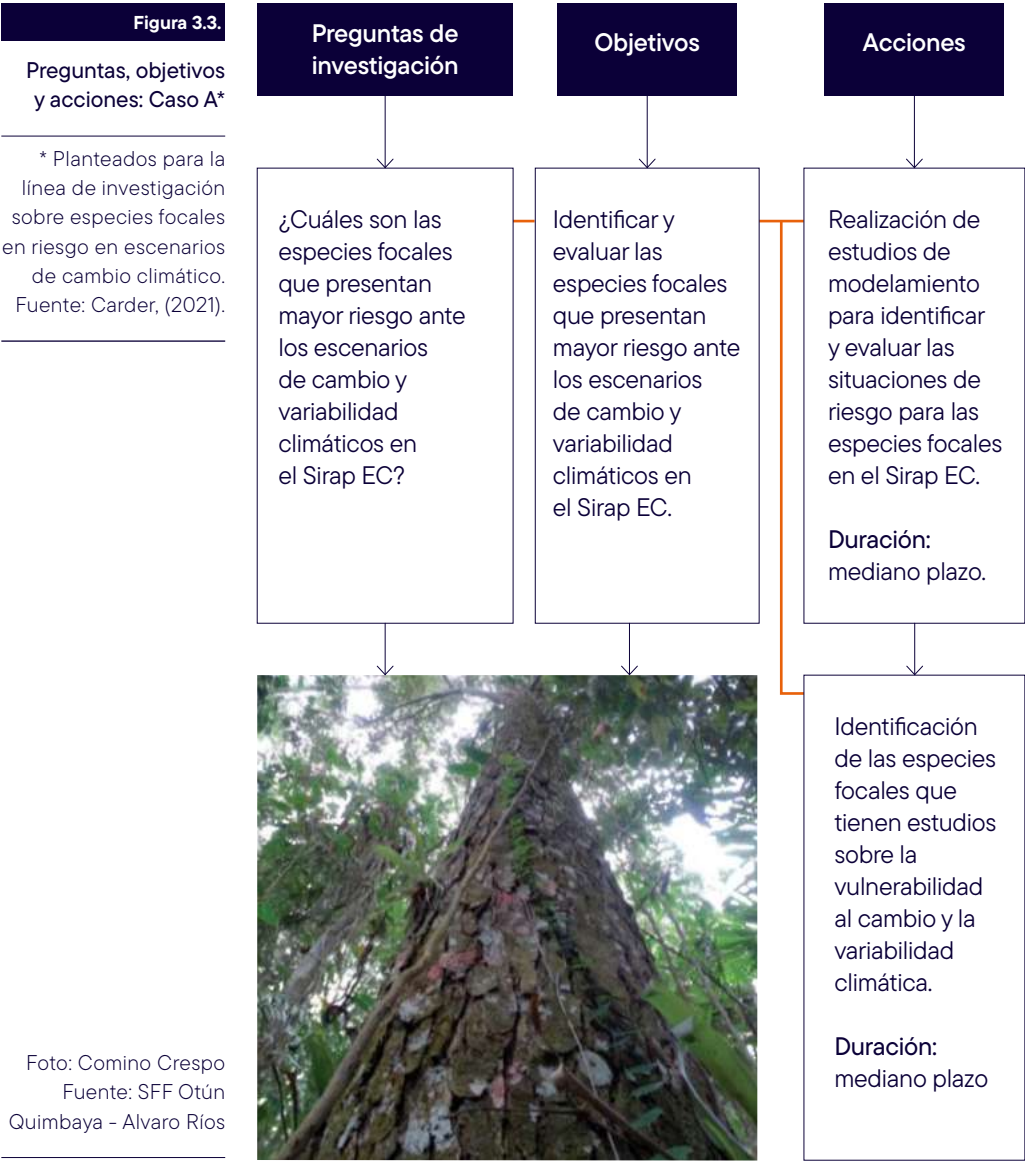 Figura 3.3.
Preguntas, objetivos
y acciones: Caso A*
* Planteados para la
línea de investigación
sobre especies focales
en riesgo en escenarios
de cambio climático.
Fuente: Carder, (2021).
Preguntas de
investigación
¿Cuáles son las
especies focales
que presentan
mayor riesgo ante
los escenarios
de cambio y
variabilidad
climáticos en
el Sirap EC?
Objetivos
Identificar y
evaluar las
especies focales
que presentan
mayor riesgo ante
los escenarios
de cambio y
variabilidad
climáticos en
el Sirap EC.
Acciones
Realización de
estudios de
modelamiento
para identificar
y evaluar las
situaciones de
riesgo para las
especies focales
en el Sirap EC.
Duración:
mediano plazo.
Identificación
de las especies
focales que
tienen estudios
sobre la
vulnerabilidad
al cambio y la
variabilidad
climática.
Duración:
mediano plazo
Foto: Comino Crespo
Fuente: SFF Otún
Quimbaya - Alvaro Ríos